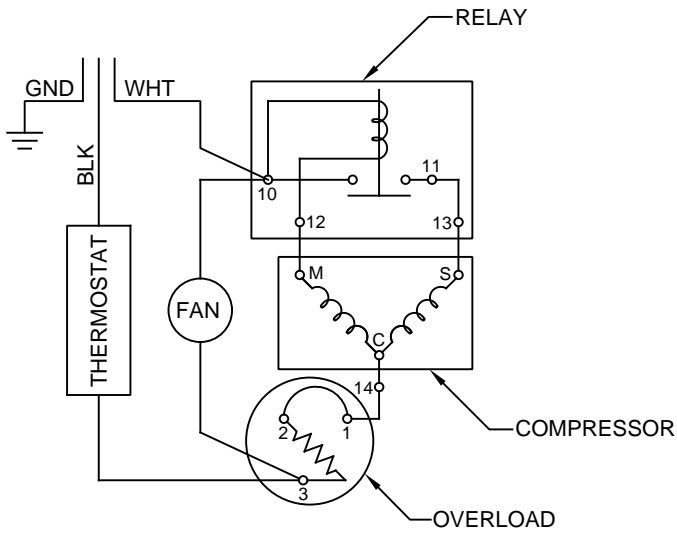 RELAY
GND
WHT
BLK
10
11
12
13
THERMOSTAT
FAN
M
S
C
14
2
1
3
COMPRESSOR
OVERLOAD